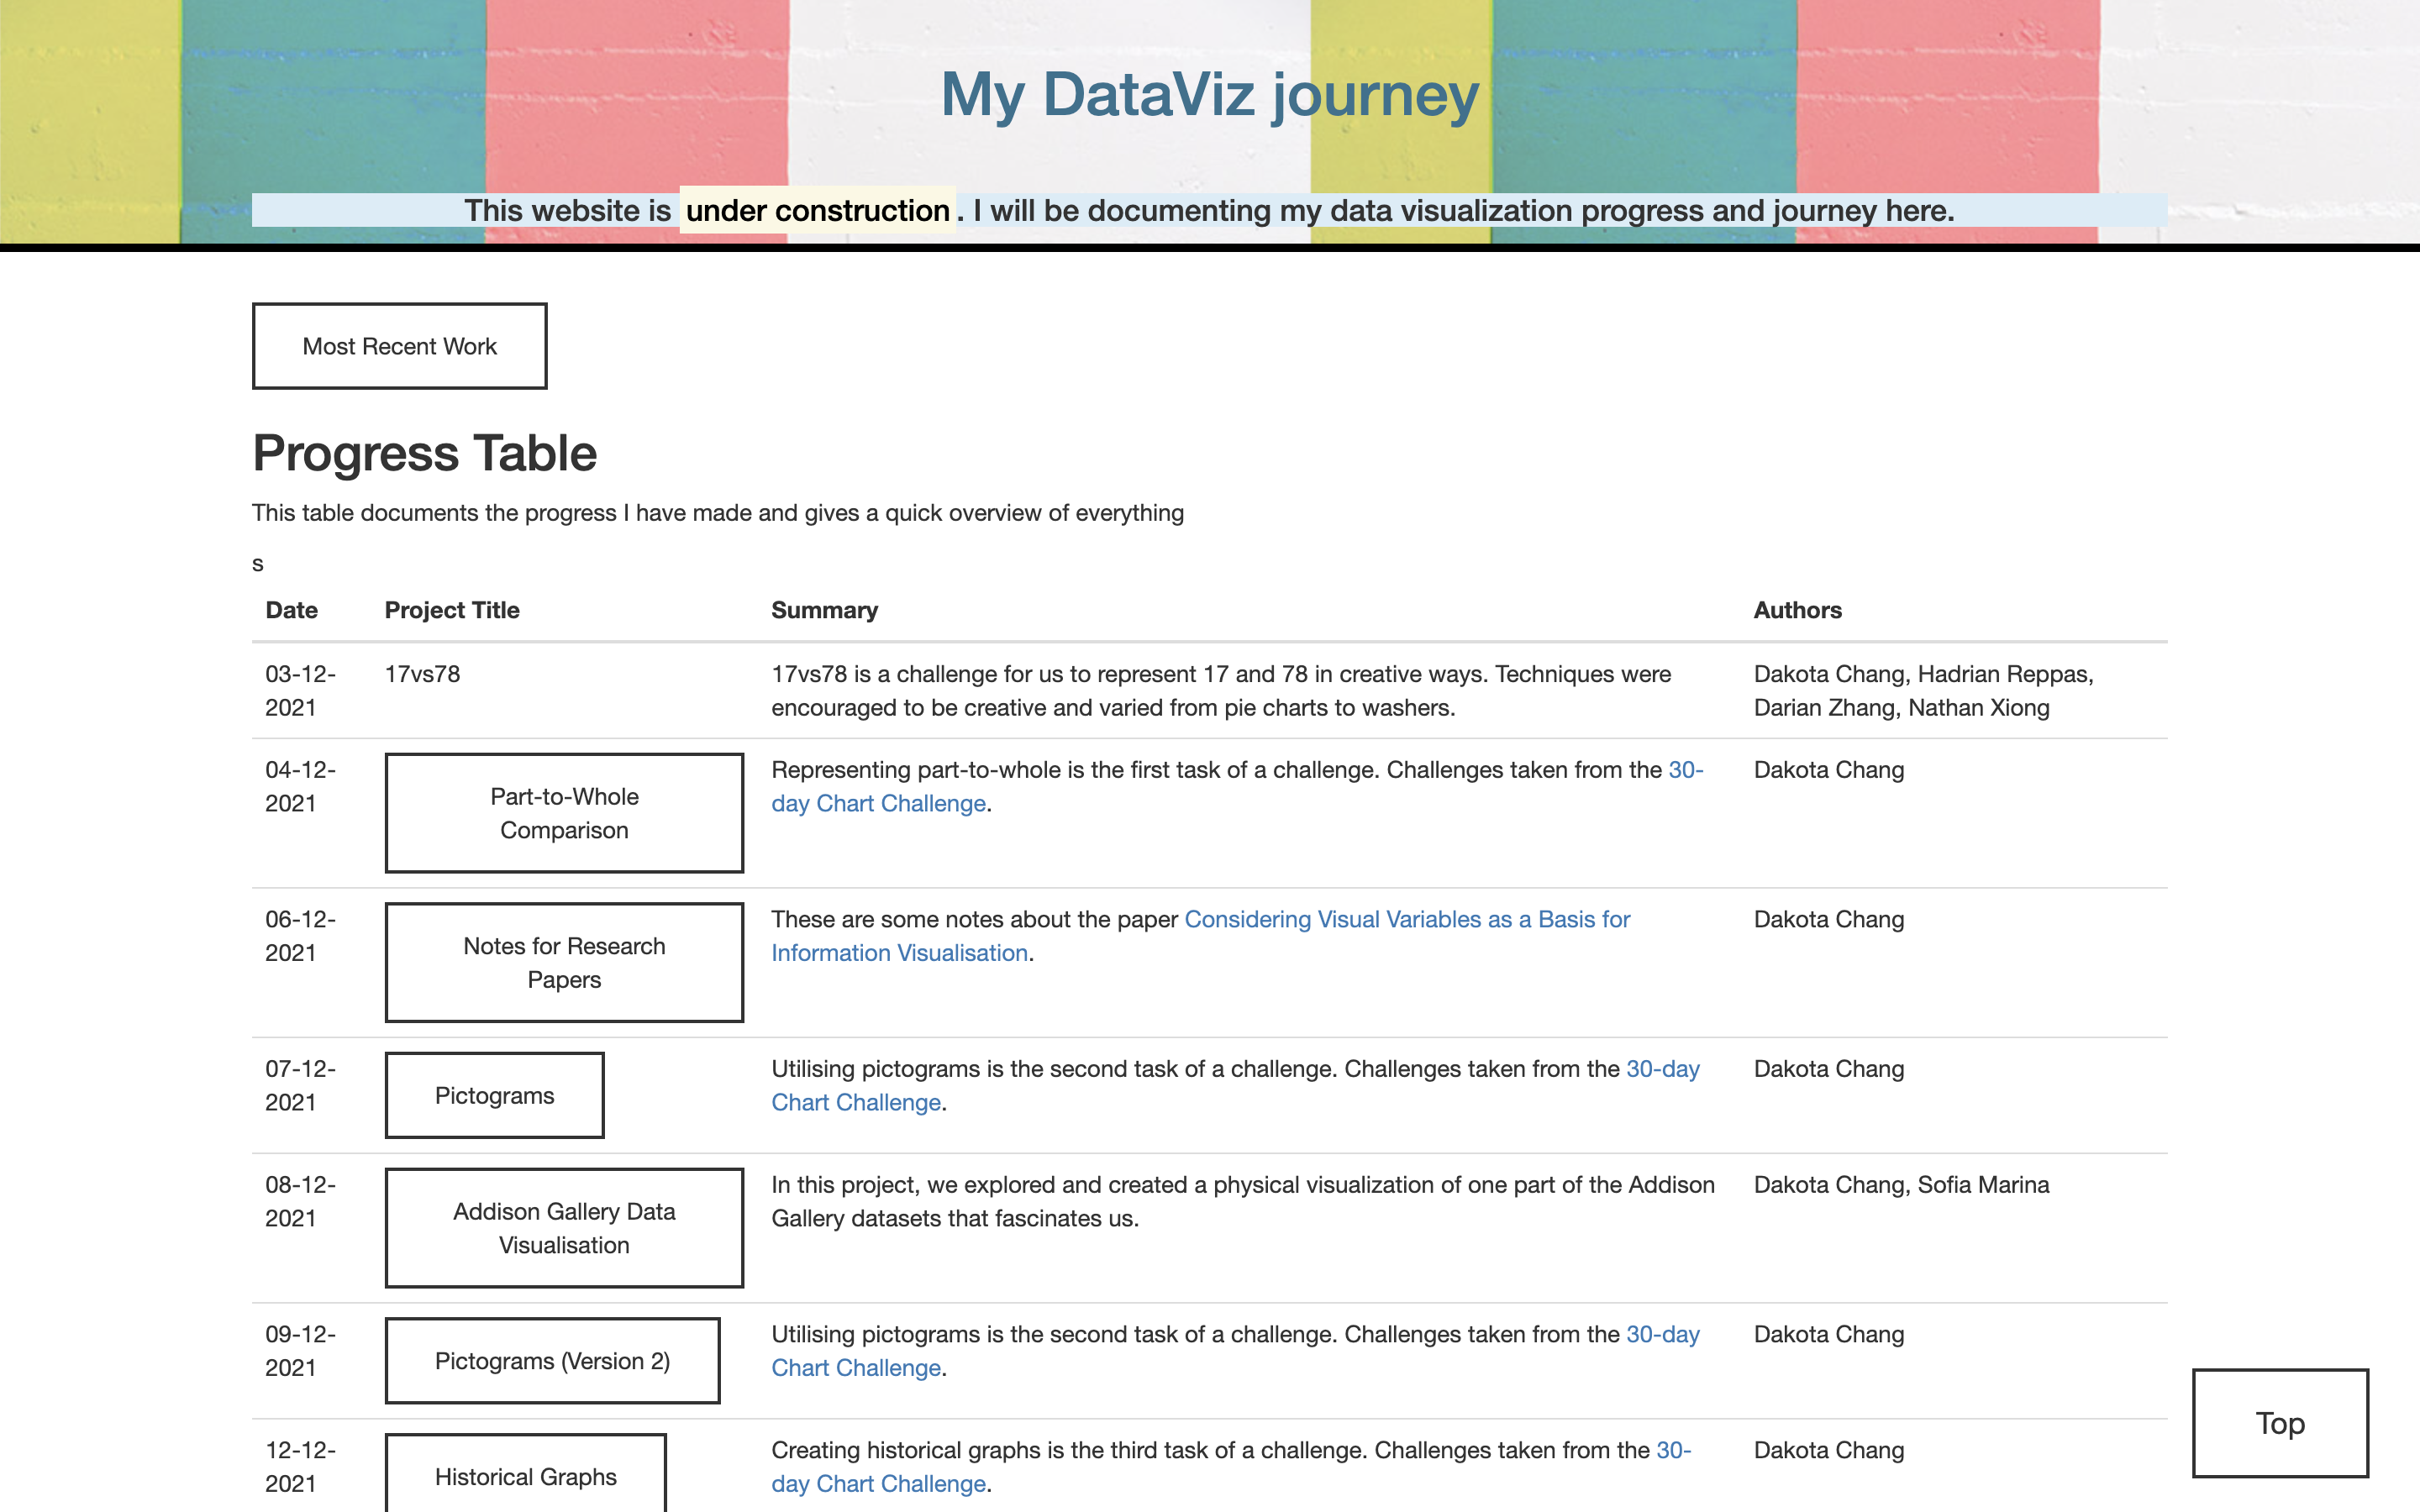 My DataViz journey
This website is under construction. I will be documenting my data visualization progress and journey here.
Most Recent Work
Progress Table
This table documents the progress I have made and gives a quick overview of everything
s
Date Project Title Summary Authors
03-12- 17vs78 17vs78 is a challenge for us to represent 17 and 78 in creative ways. Techniques were Dakota Chang, Hadrian Reppas,
2021 encouraged to be creative and varied from pie charts to washers. Darian Zhang, Nathan Xiong
04-12- Part-to-Whole Representing part-to-whole is the first task of a challenge. Challenges taken from the 30- Dakota Chang
2021 Comparison day Chart Challenge.
06-12- Notes for Research These are some notes about the paper Considering Visual Variables as a Basis for Dakota Chang
2021 Papers Information Visualisation.
07-12- Pictograms Utilising pictograms is the second task of a challenge. Challenges taken from the 30-day Dakota Chang
2021 Chart Challenge.
08-12- Addison Gallery Data In this project, we explored and created a physical visualization of one part of the Addison Dakota Chang, Sofia Marina
2021 Visualisation Gallery datasets that fascinates us.
09-12- Pictograms (Version 2) Utilising pictograms is the second task of a challenge. Challenges taken from the 30-day Dakota Chang
2021 Chart Challenge.
Top
12-12- Historical Graphs Creating historical graphs is the third task of a challenge. Challenges taken from the 30- Dakota Chang
2021 day Chart Challenge.